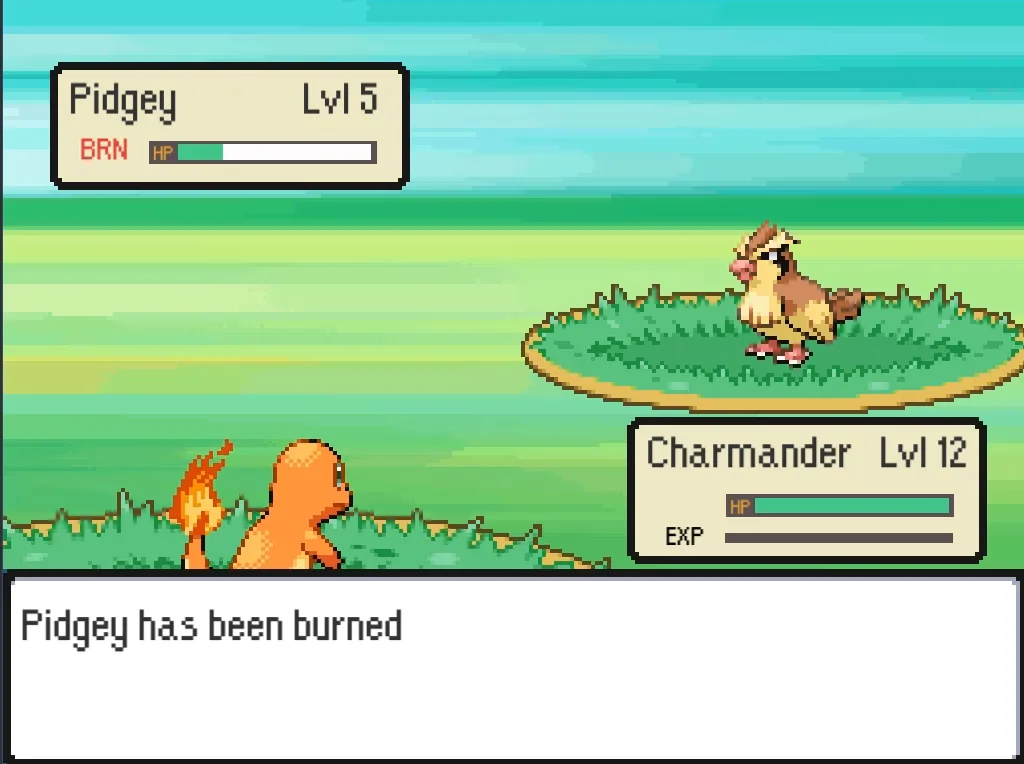 Pidgey Lvl 5
BRN HP
Charmander Lvl 12
HP
EXP
Pidgey has been burned